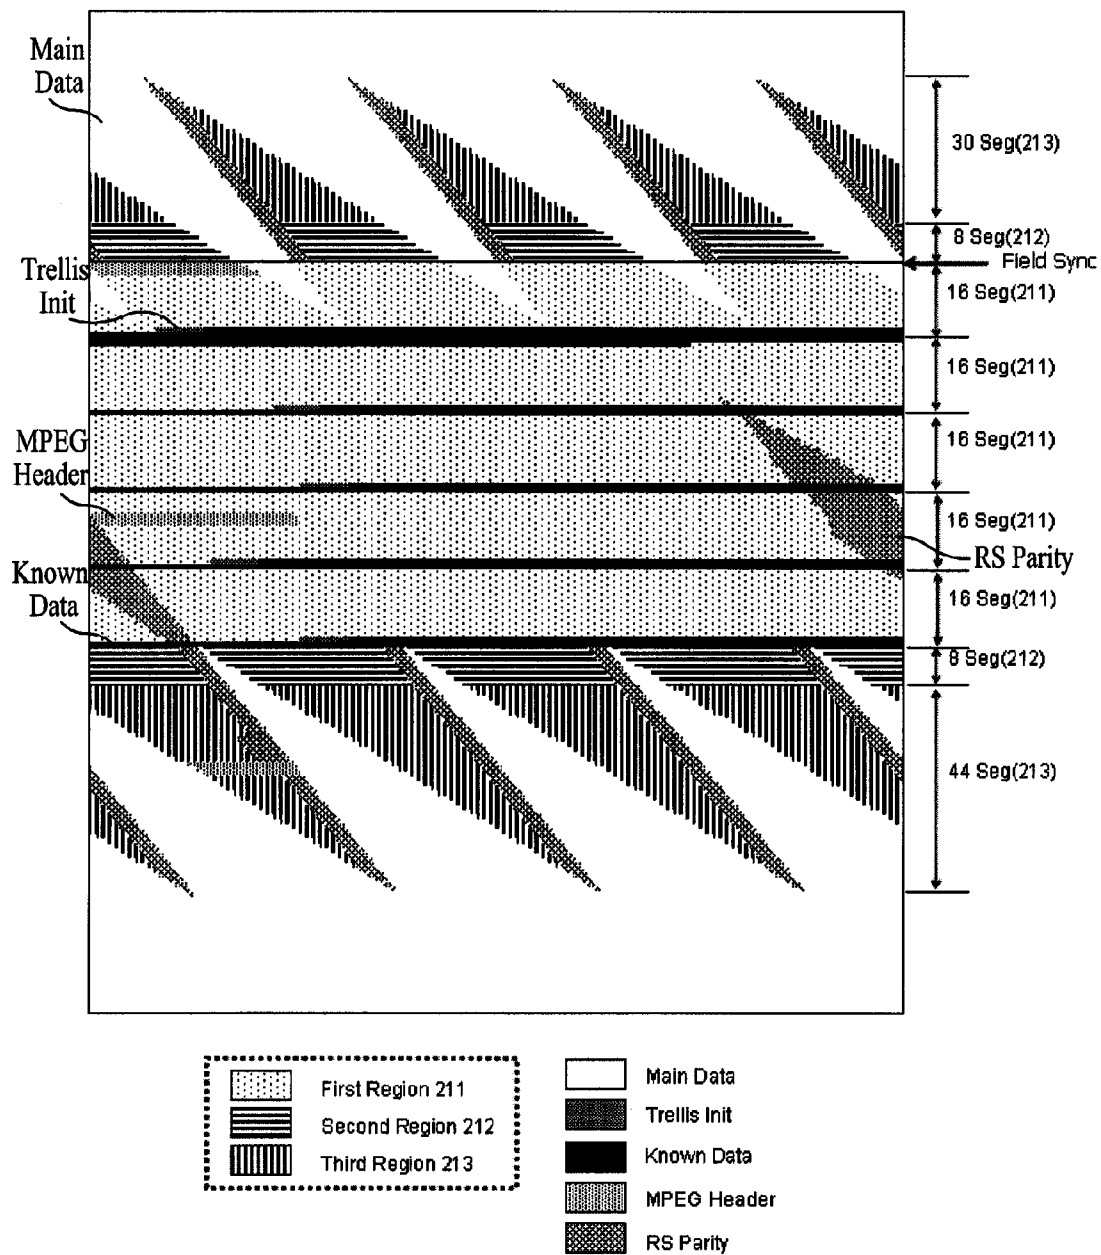 Main
Data
30 Seg(213)
8 Seg(212)
Field Sync
Trellis
Init
16 Seg(211)
16 Seg(211)
MPEG
Header
16 Seg(211)
16 Seg(211)
RS Parity
Known
Data
16 Seg(211)
8 Seg(212)
44 Seg(213)
First Region 211
Second Region 212
Third Region 213
Main Data
Trellis Init
Known Data
MPEG Header
RS Parity